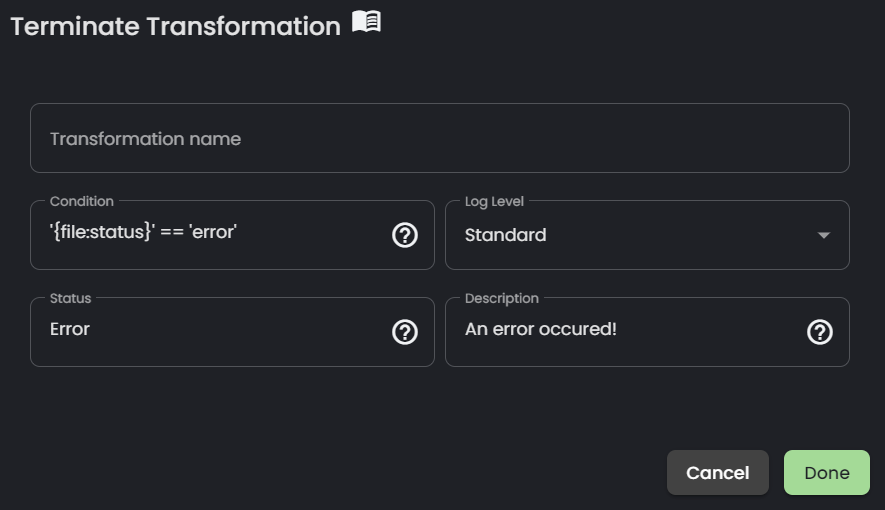 Terminate Transformation
Transformation name
Condition
'{file:status}' == 'error'
Log Level
Standard
Status
Error
Description
An error occured!
Cancel
Done